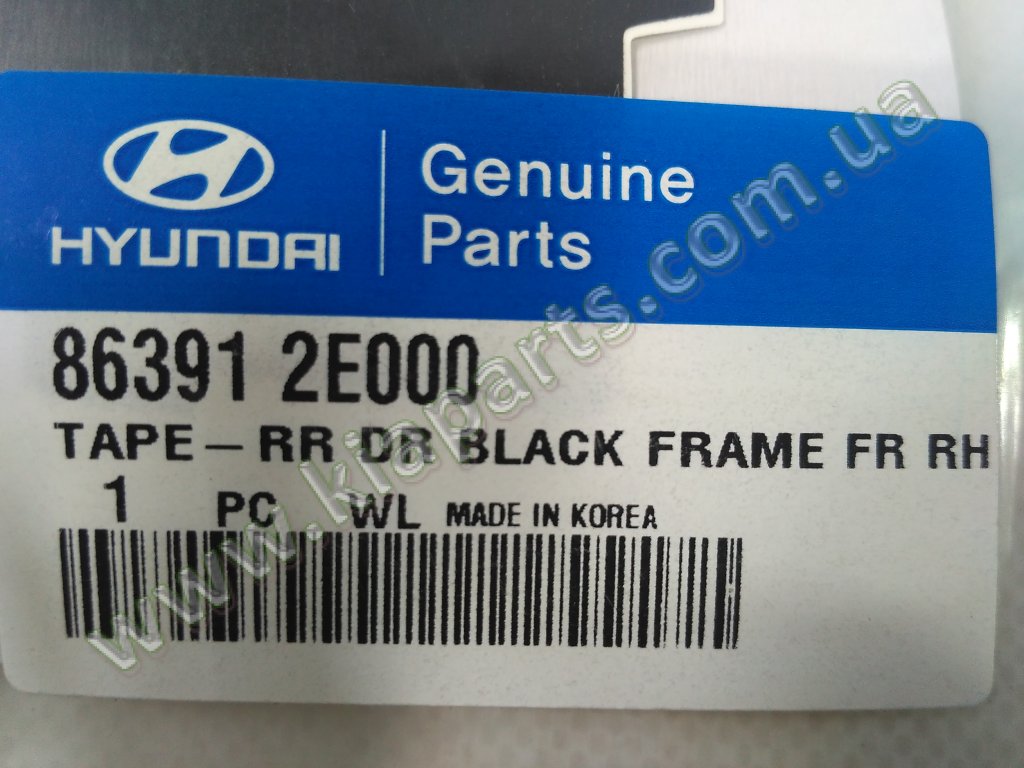 HYUNDAI
Genuine
Parts
86391 2E000
TAPE-RR DR BLACK FRAME FR RH
1 PC WL MADE IN KOREA
www.kiaparts.com.ua